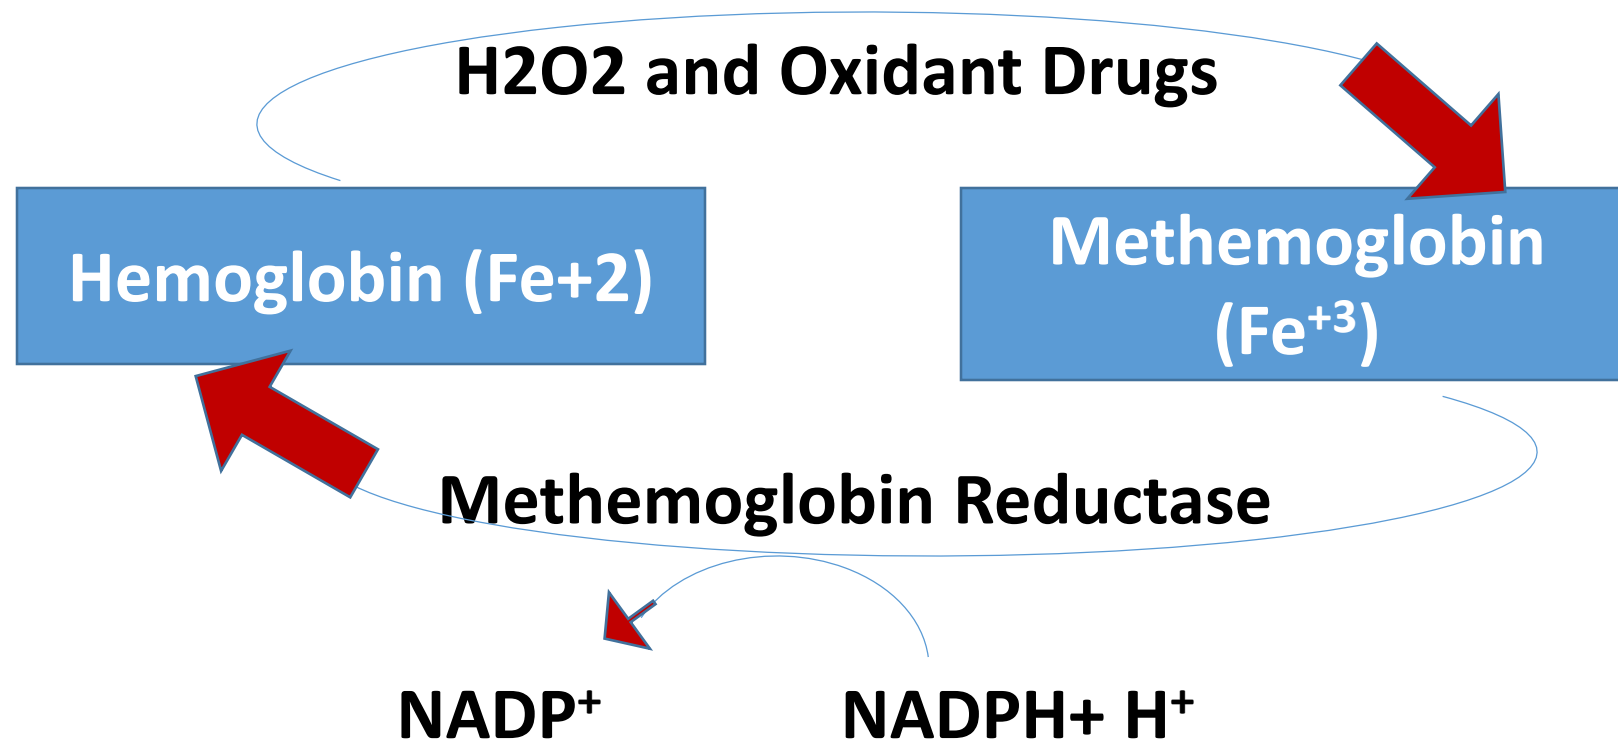 H2O2 and Oxidant Drugs
Hemoglobin (Fe+2)
Methemoglobin
(Fe⁺³)
Methemoglobin Reductase
NADP⁺
NADPH+ H⁺